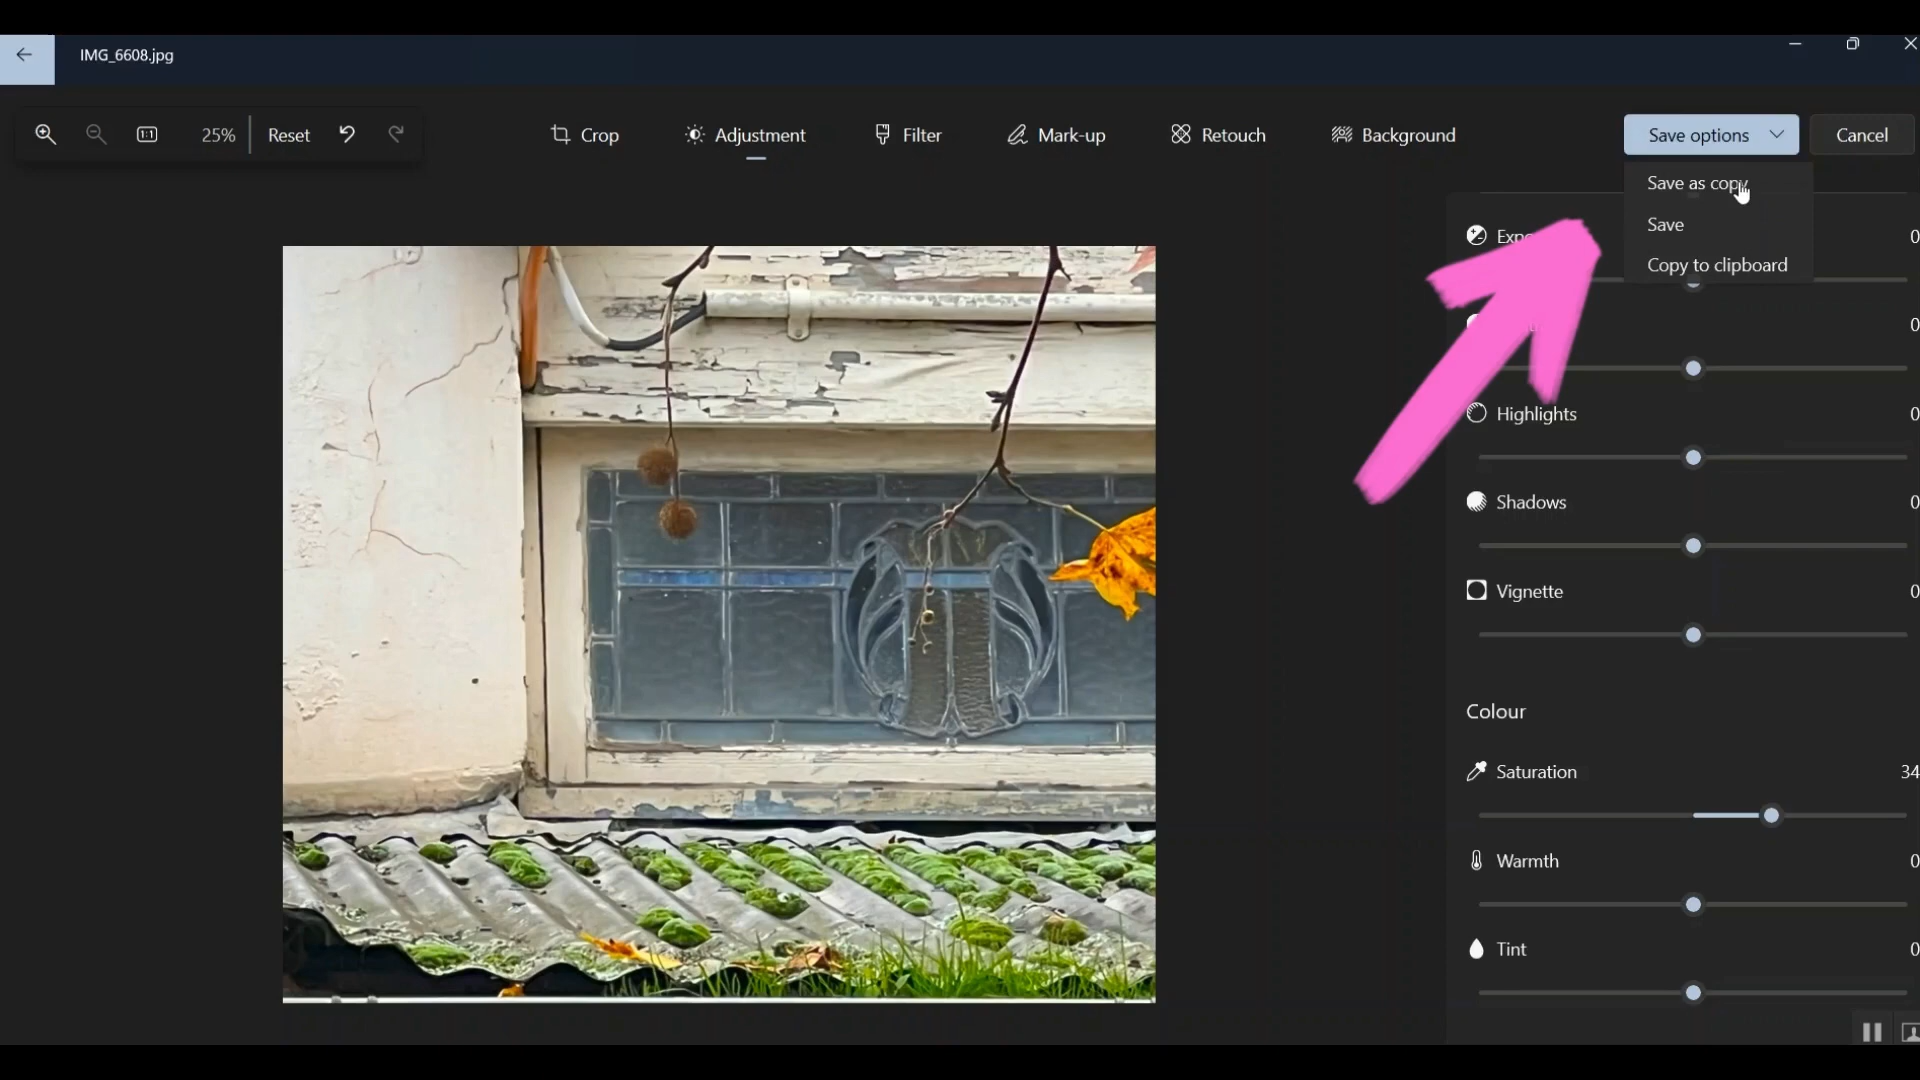 IMG_6608.jpg
25%
Reset
Crop
Adjustment
Filter
Mark-up
Retouch
Background
Save options
Cancel
Save as copy
Save
Copy to clipboard
0
0
Highlights
0
Shadows
0
Vignette
0
Colour
Saturation
34
Warmth
0
Tint
0